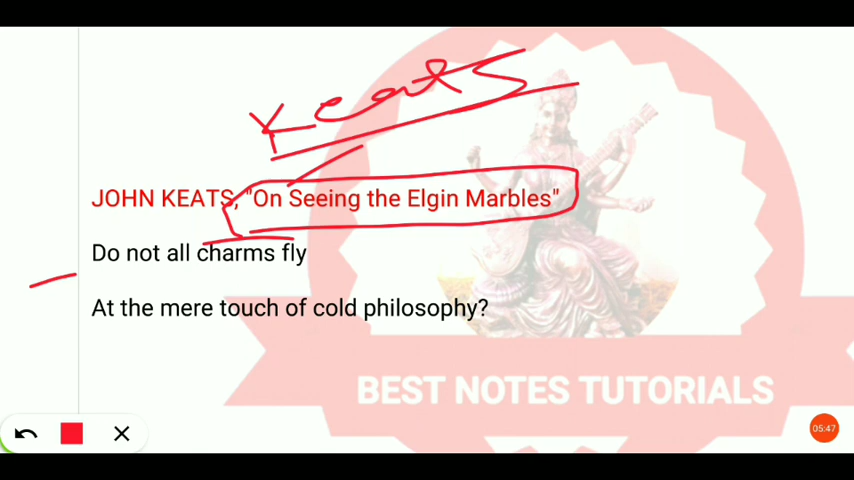 Keats
JOHN KEATS, "On Seeing the Elgin Marbles"
Do not all charms fly
At the mere touch of cold philosophy?
BEST NOTES TUTORIALS
05:47